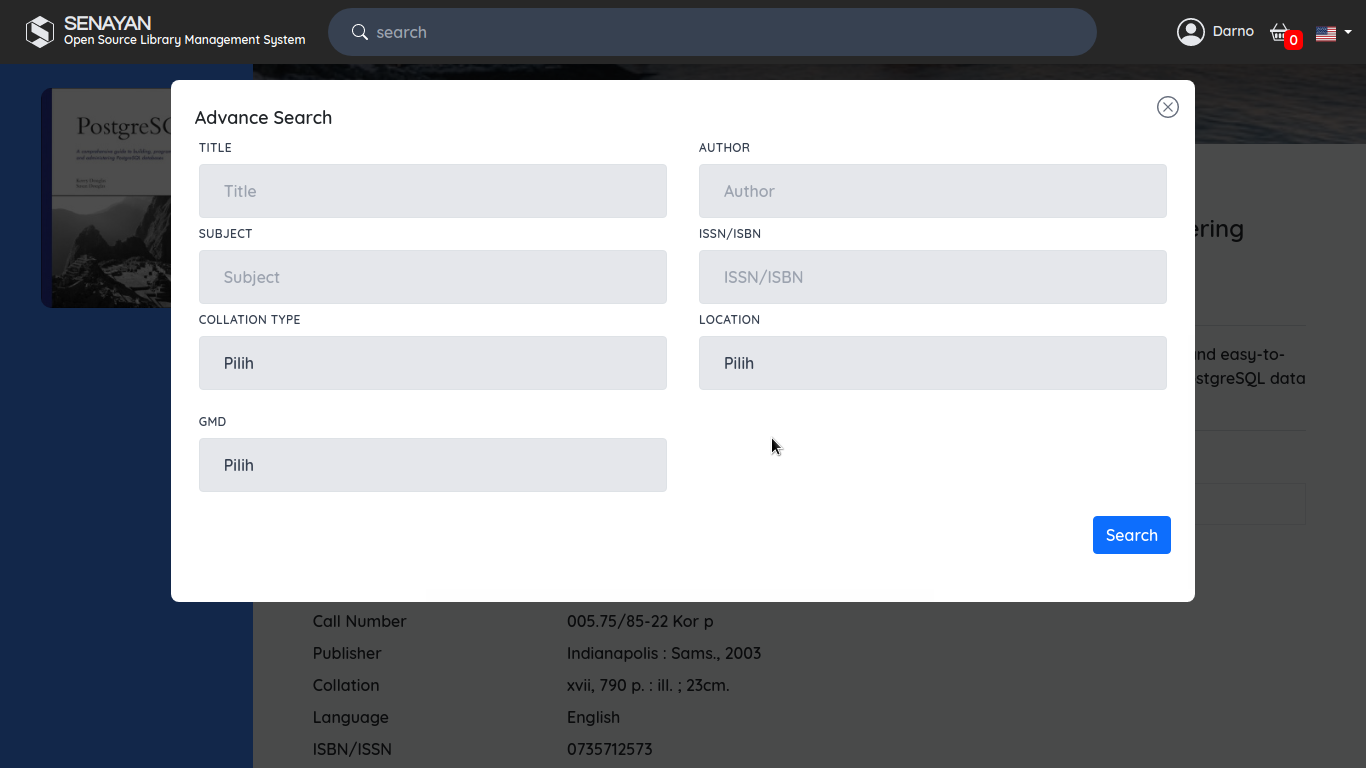 SENAYAN
Open Source Library Management System
search
Darno
0
Advance Search
TITLE
AUTHOR
Title
Author
SUBJECT
ISSN/ISBN
Subject
ISSN/ISBN
COLLATION TYPE
LOCATION
Pilih
Pilih
GMD
Pilih
Search
PostgreSQ
ering
nd easy-to-
stgreSQL data
Call Number
005.75/85-22 Kor p
Publisher
Indianapolis : Sams., 2003
Collation
xvii, 790 p. : ill. ; 23cm.
Language
English
ISBN/ISSN
0735712573